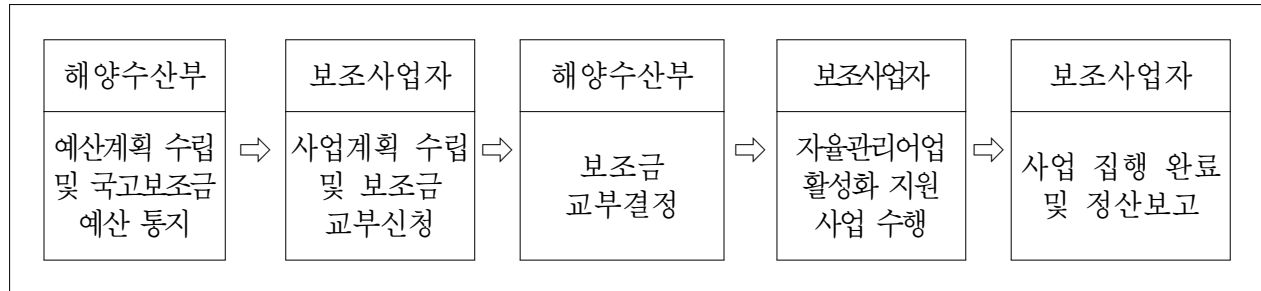 해양수산부
예산계획 수립
및 국고보조금
예산 통지
⇨
보조사업자
사업계획 수립
및 보조금
교부신청
⇨
해양수산부
보조금
교부결정
⇨
보조사업자
자율관리어업
활성화 지원
사업 수행
⇨
보조사업자
사업 집행 완료
및 정산보고